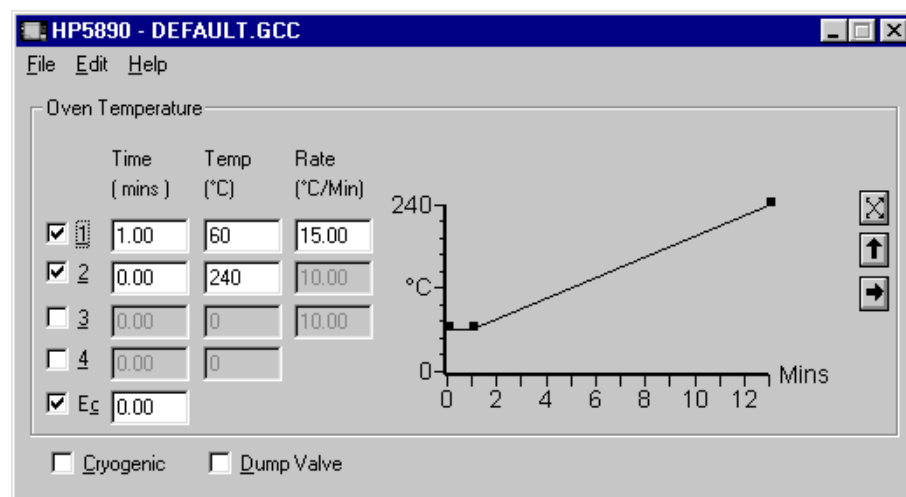 HP5890 - DEFAULT.GCC
File Edit Help
Oven Temperature
Time Temp Rate
( mins ) (°C) (°C/Min)
1 1.00 60 15.00
2 0.00 240 10.00
3 0.00 0 10.00
4 0.00 0
Ec 0.00
240
°C
0
0 2 4 6 8 10 12 Mins
Cryogenic Dump Valve